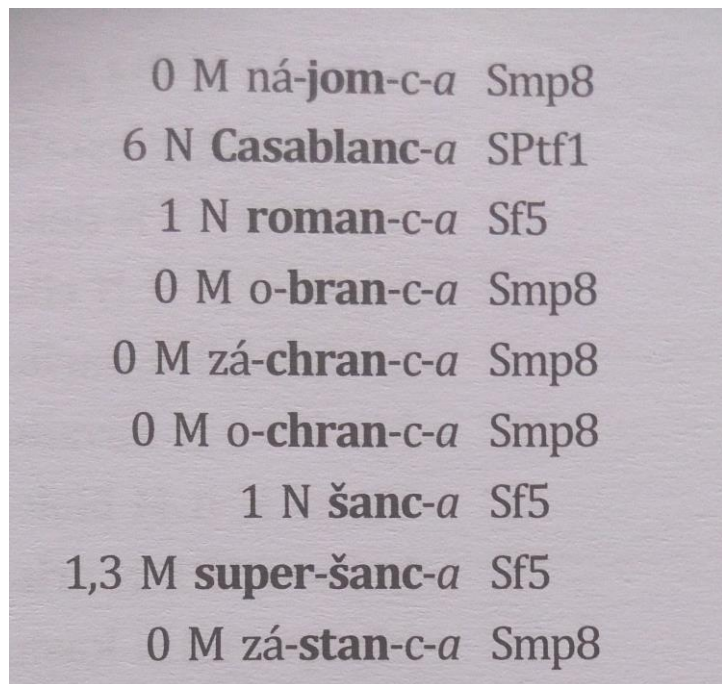 0 M ná-jom-c-a Smp8
6 N Casablanc-a SPtf1
1 N roman-c-a Sf5
0 M o-bran-c-a Smp8
0 M zá-chran-c-a Smp8
0 M o-chran-c-a Smp8
1 N šanc-a Sf5
1,3 M super-šanc-a Sf5
0 M zá-stan-c-a Smp8